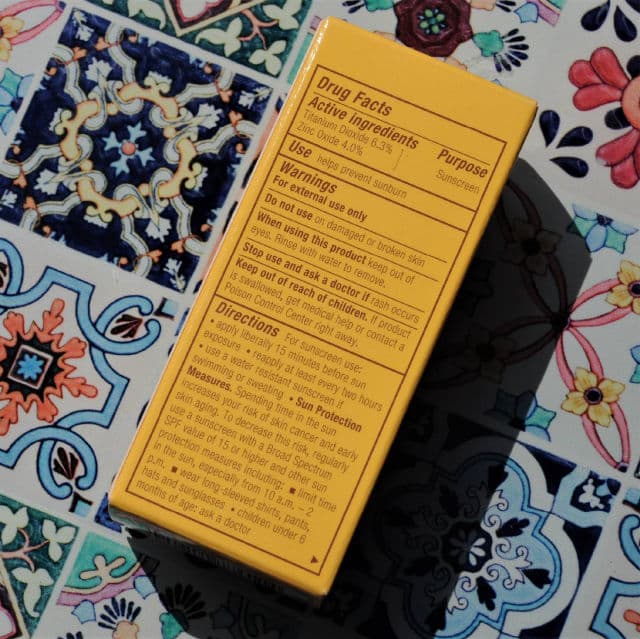 Drug Facts
Active ingredients Purpose
Titanium Dioxide 6.3%
Zinc Oxide 4.0% Sunscreen
Use helps prevent sunburn
Warnings
For external use only
Do not use on damaged or broken skin
When using this product keep out of
eyes. Rinse with water to remove.
Stop use and ask a doctor if rash occurs
Keep out of reach of children. If product
is swallowed, get medical help or contact a
Poison Control Center right away.
Directions For sunscreen use:
• apply liberally 15 minutes before sun
exposure • reapply at least every two hours
• use a water resistant sunscreen if
swimming or sweating • Sun Protection
Measures. Spending time in the sun
increases your risk of skin cancer and early
skin aging. To decrease this risk, regularly
use a sunscreen with a Broad Spectrum
SPF value of 15 or higher and other sun
protection measures including: ■ limit time
in the sun, especially from 10 a.m. – 2
p.m. ■ wear long-sleeved shirts, pants,
hats and sunglasses • children under 6
months of age: ask a doctor